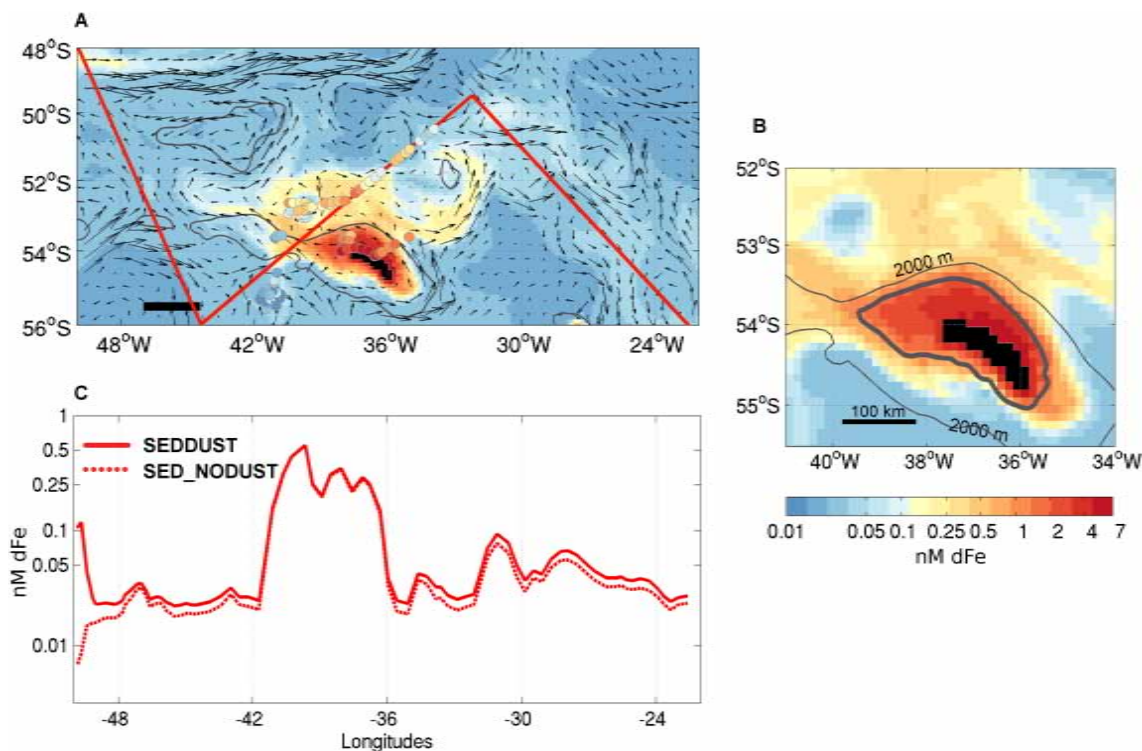 A
48°S
50°S
52°S
54°S
56°S
48°W 42°W 36°W 30°W 24°W
B
52°S
53°S
54°S
55°S
2000 m
100 km
2000 m
40°W 38°W 36°W 34°W
0.01 0.05 0.1 0.25 0.5 1 2 4 7
nM dFe
C
SEDDUST
SED_NODUST
nM dFe
1
0.5
0.25
0.1
0.05
0.01
-48 -42 -36 -30 -24
Longitudes